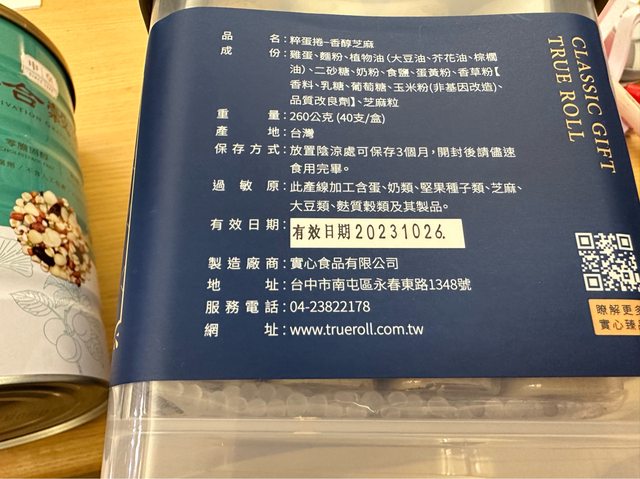 品名：粹蛋捲-香醇芝麻
成份：雞蛋、麵粉、植物油（大豆油、芥花油、棕櫚
油）、二砂糖、奶粉、食鹽、蛋黃粉、香草粉【
香料、乳糖、葡萄糖、玉米粉(非基因改造)、
品質改良劑】、芝麻粒
重量：260公克 (40支/盒)
產地：台灣
保存方式：放置陰涼處可保存3個月，開封後請儘速
食用完畢。
過敏原：此產線加工含蛋、奶類、堅果種子類、芝麻、
大豆類、麩質穀類及其製品。
有效日期：有效日期20231026.
製造廠商：實心食品有限公司
地址：台中市南屯區永春東路1348號
服務電話：04-23822178
網址：www.trueroll.com.tw
CLASSIC GIFT
TRUE ROLL
瞭解更多
實心臻
合穀